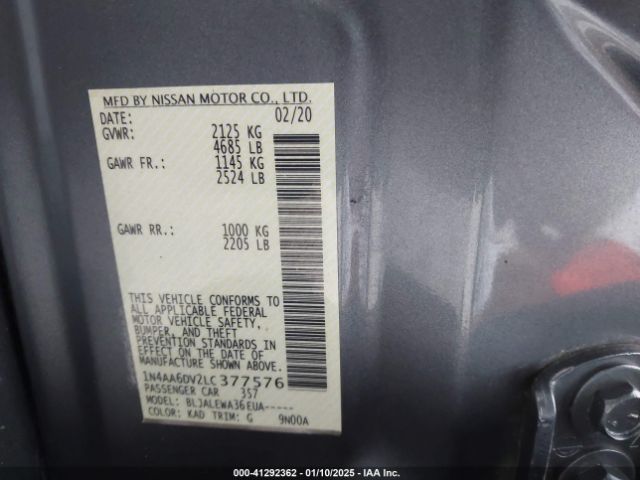 MFD BY NISSAN MOTOR CO., LTD.
DATE: 02/20
GVWR: 2125 KG
4685 LB
GAWR FR.: 1145 KG
2524 LB
GAWR RR.: 1000 KG
2205 LB
THIS VEHICLE CONFORMS TO
ALL APPLICABLE FEDERAL
MOTOR VEHICLE SAFETY,
BUMPER, AND THEFT
PREVENTION STANDARDS
IN EFFECT ON THE DATE OF
MANUFACTURE SHOWN ABOVE.
1N4AA6DV2LC377576
PASSENGER CAR 357
MODEL: BLJALEWA36EUA-----
COLOR: KAD TRIM: G 9N00A
000-41292362 — 01/10/2025 — IAA Inc.